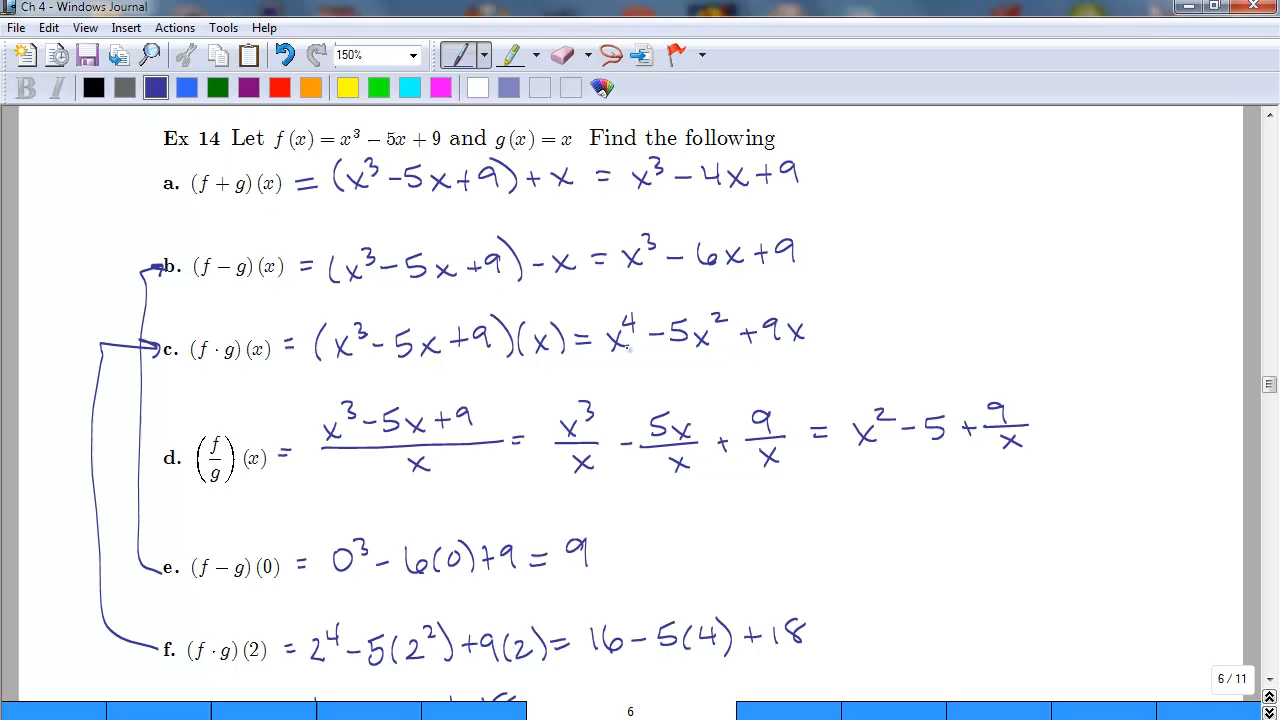 Ch 4 - Windows Journal
File Edit View Insert Actions Tools Help
150%
B I
Ex 14 Let f(x) = x³ − 5x + 9 and g(x) = x Find the following
a. (f + g)(x) = (x³ - 5x + 9) + x = x³ - 4x + 9
b. (f − g)(x) = (x³ - 5x + 9) - x = x³ - 6x + 9
c. (f · g)(x) = (x³ - 5x + 9)(x) = x⁴ - 5x² + 9x
d. (f/g)(x) = (x³ - 5x + 9)/x = x³/x - 5x/x + 9/x = x² - 5 + 9/x
e. (f − g)(0) = 0³ - 6(0) + 9 = 9
f. (f · g)(2) = 2⁴ - 5(2²) + 9(2) = 16 - 5(4) + 18
6 / 11
6